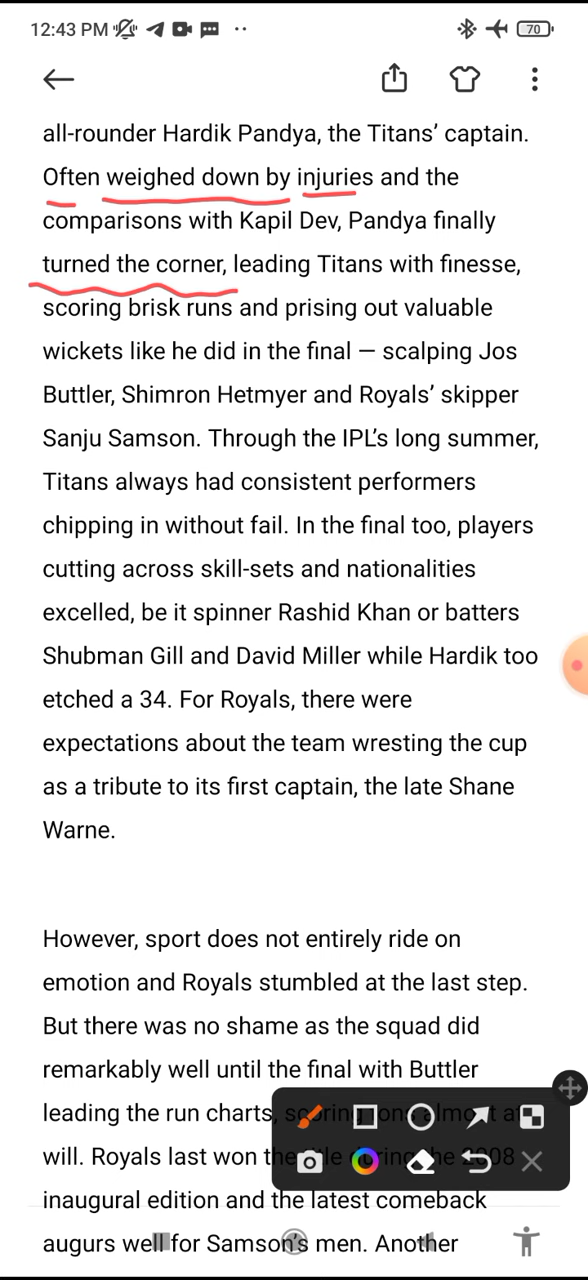 12:43 PM
70
all-rounder Hardik Pandya, the Titans’ captain.
Often weighed down by injuries and the
comparisons with Kapil Dev, Pandya finally
turned the corner, leading Titans with finesse,
scoring brisk runs and prising out valuable
wickets like he did in the final — scalping Jos
Buttler, Shimron Hetmyer and Royals’ skipper
Sanju Samson. Through the IPL’s long summer,
Titans always had consistent performers
chipping in without fail. In the final too, players
cutting across skill-sets and nationalities
excelled, be it spinner Rashid Khan or batters
Shubman Gill and David Miller while Hardik too
etched a 34. For Royals, there were
expectations about the team wresting the cup
as a tribute to its first captain, the late Shane
Warne.
However, sport does not entirely ride on
emotion and Royals stumbled at the last step.
But there was no shame as the squad did
remarkably well until the final with Buttler
leading the run charts, scoring tons almost at
will. Royals last won the title during the 2008
inaugural edition and the latest comeback
augurs well for Samson’s men. Another